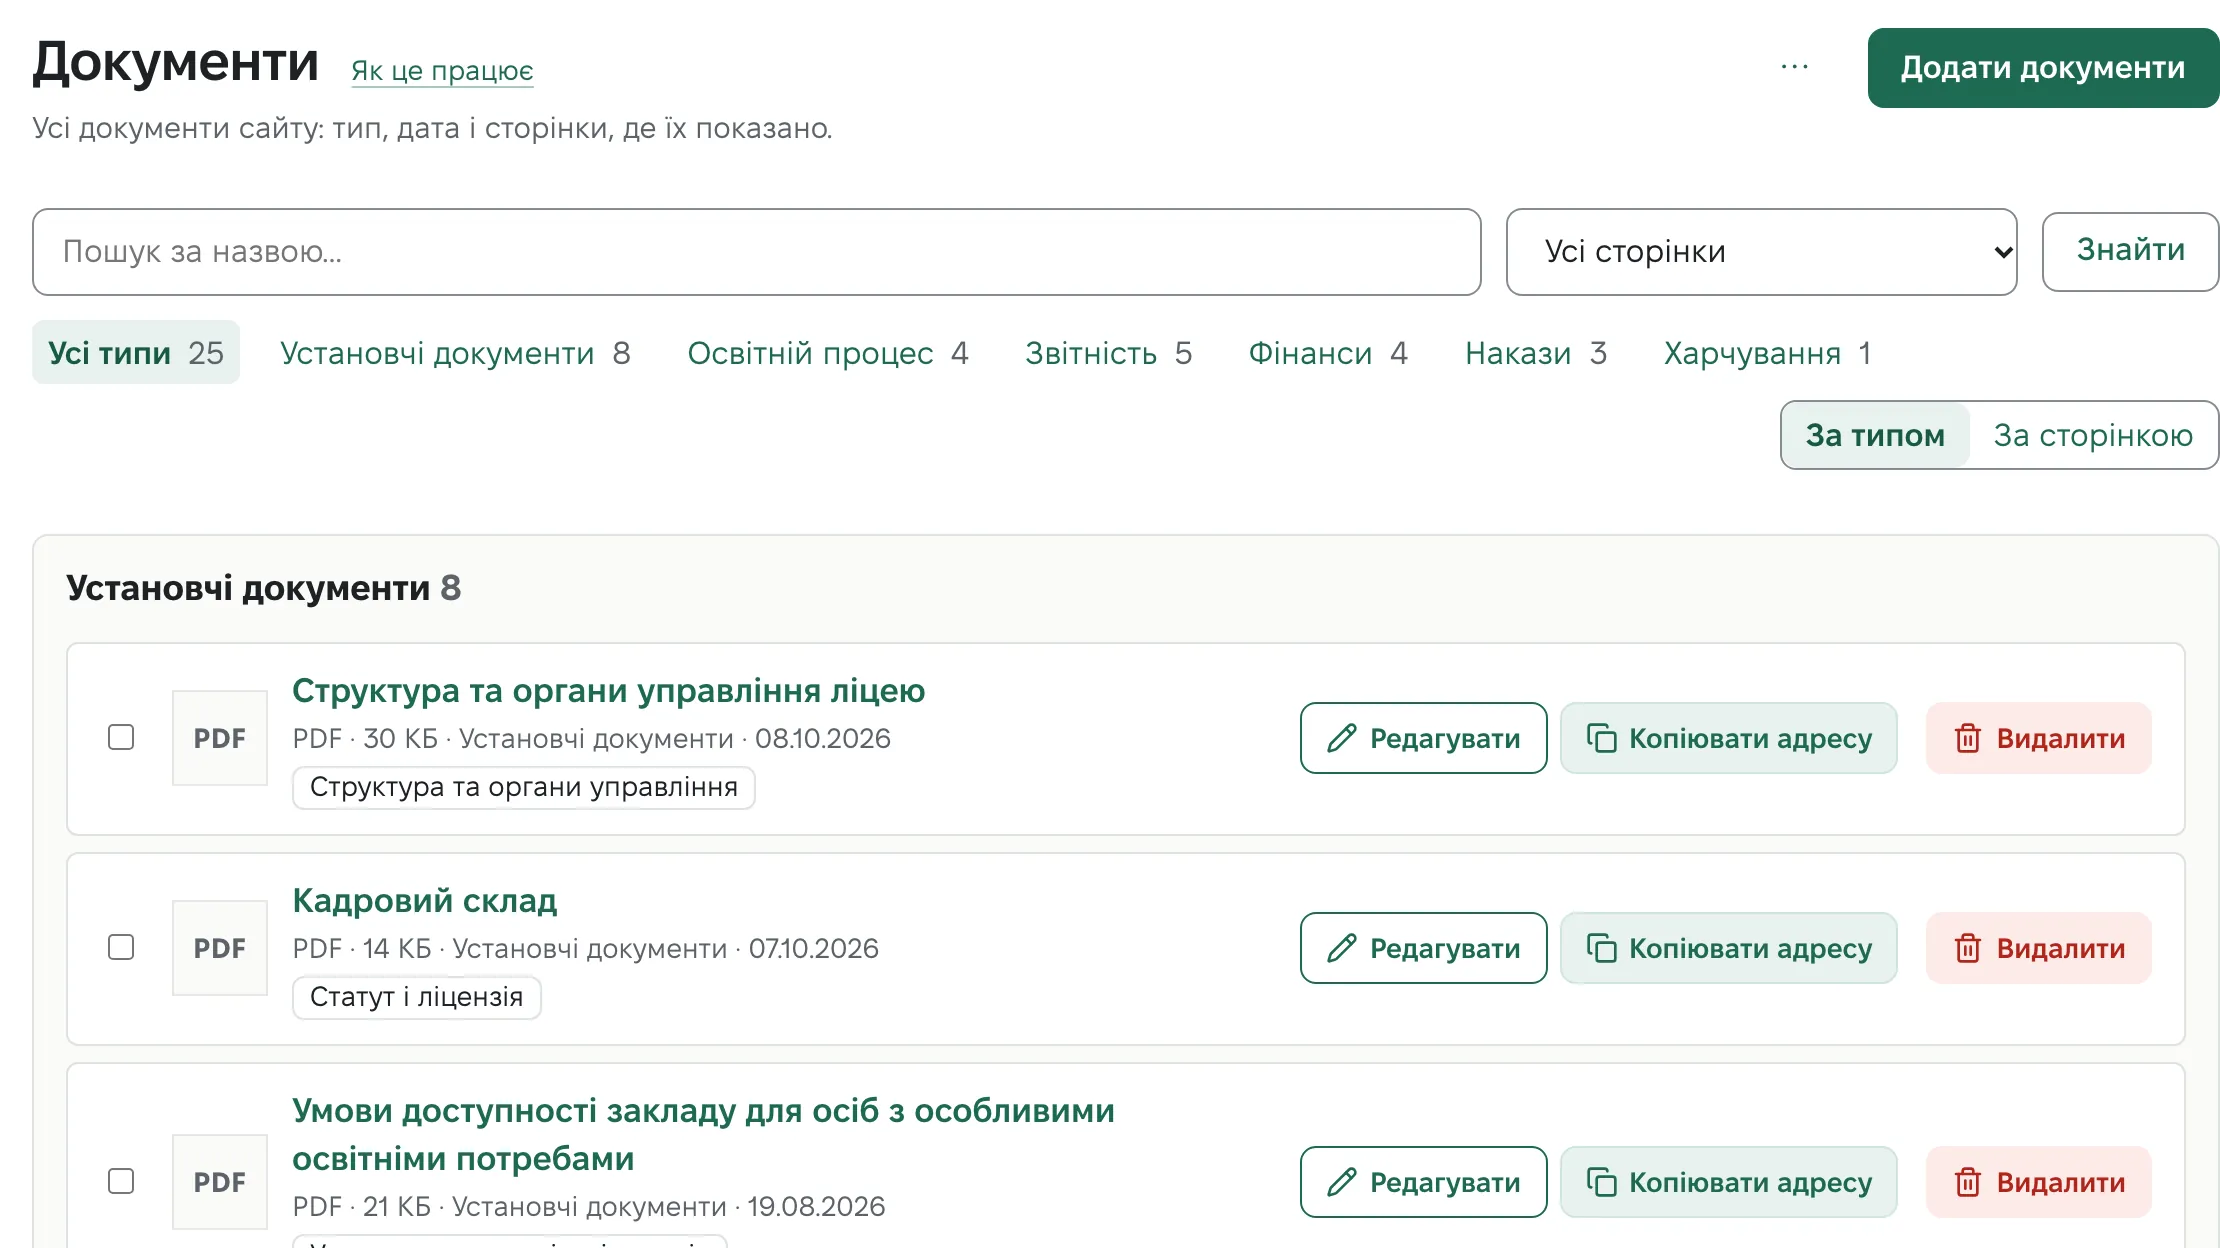 Документи Як це працює ... Додати документи
Усі документи сайту: тип, дата і сторінки, де їх показано.
Пошук за назвою... Усі сторінки Знайти
Усі типи 25 Установчі документи 8 Освітній процес 4 Звітність 5 Фінанси 4 Накази 3 Харчування 1
За типом За сторінкою
Установчі документи 8
Структура та органи управління ліцею
PDF PDF · 30 КБ · Установчі документи · 08.10.2026 Редагувати Копіювати адресу Видалити
Структура та органи управління
Кадровий склад
PDF PDF · 14 КБ · Установчі документи · 07.10.2026 Редагувати Копіювати адресу Видалити
Статут і ліцензія
Умови доступності закладу для осіб з особливими
освітніми потребами
PDF PDF · 21 КБ · Установчі документи · 19.08.2026 Редагувати Копіювати адресу Видалити